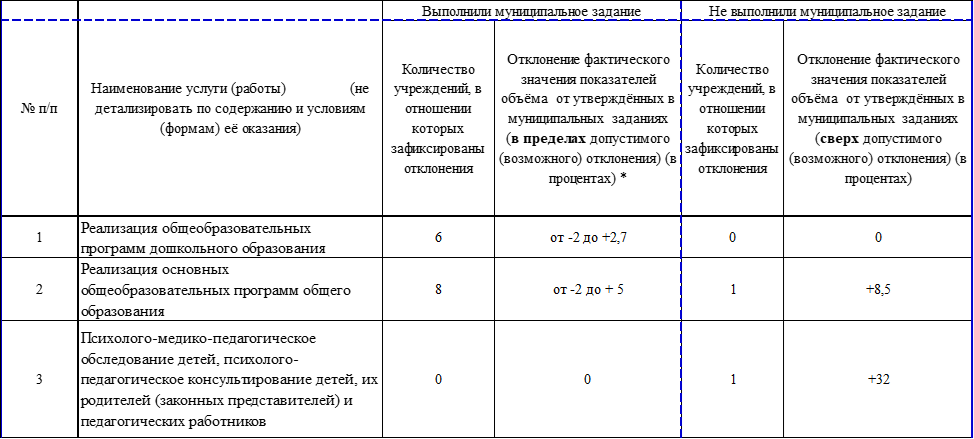 Выполнили муниципальное задание
Не выполнили муниципальное задание
№ п/п
Наименование услуги (работы) (не
детализировать по содержанию и условиям
(формам) её оказания)
Количество
учреждений, в
отношении
которых
зафиксированы
отклонения
Отклонение фактического
значения показателей
объёма от утверждённых в
муниципальных заданиях
(в пределах допустимого
(возможного) отклонения) (в
процентах) *
Количество
учреждений, в
отношении
которых
зафиксированы
отклонения
Отклонение фактического
значения показателей
объёма от утверждённых в
муниципальных заданиях
(сверх допустимого
(возможного) отклонения) (в
процентах)
1
Реализация общеобразовательных
программ дошкольного образования
6
от -2 до +2,7
0
0
2
Реализация основных
общеобразовательных программ общего
образования
8
от -2 до + 5
1
+8,5
3
Психолого-медико-педагогическое
обследование детей, психолого-
педагогическое консультирование детей, их
родителей (законных представителей) и
педагогических работников
0
0
1
+32